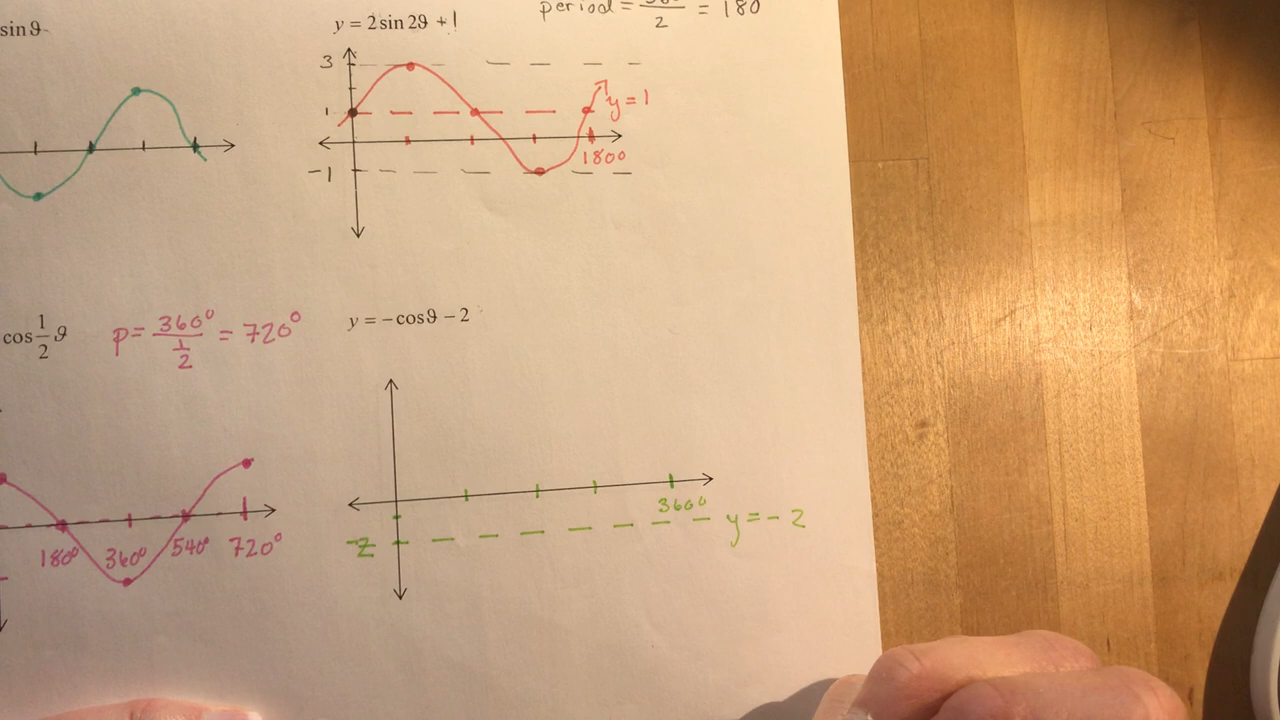 sin ϑ
y = 2 sin 2ϑ + 1
period = 360/2 = 180
3
1
-1
y = 1
180°
cos 1/2 ϑ
p = 360°/(1/2) = 720°
y = -cos ϑ - 2
180° 360° 540° 720°
360°
-2
y = -2